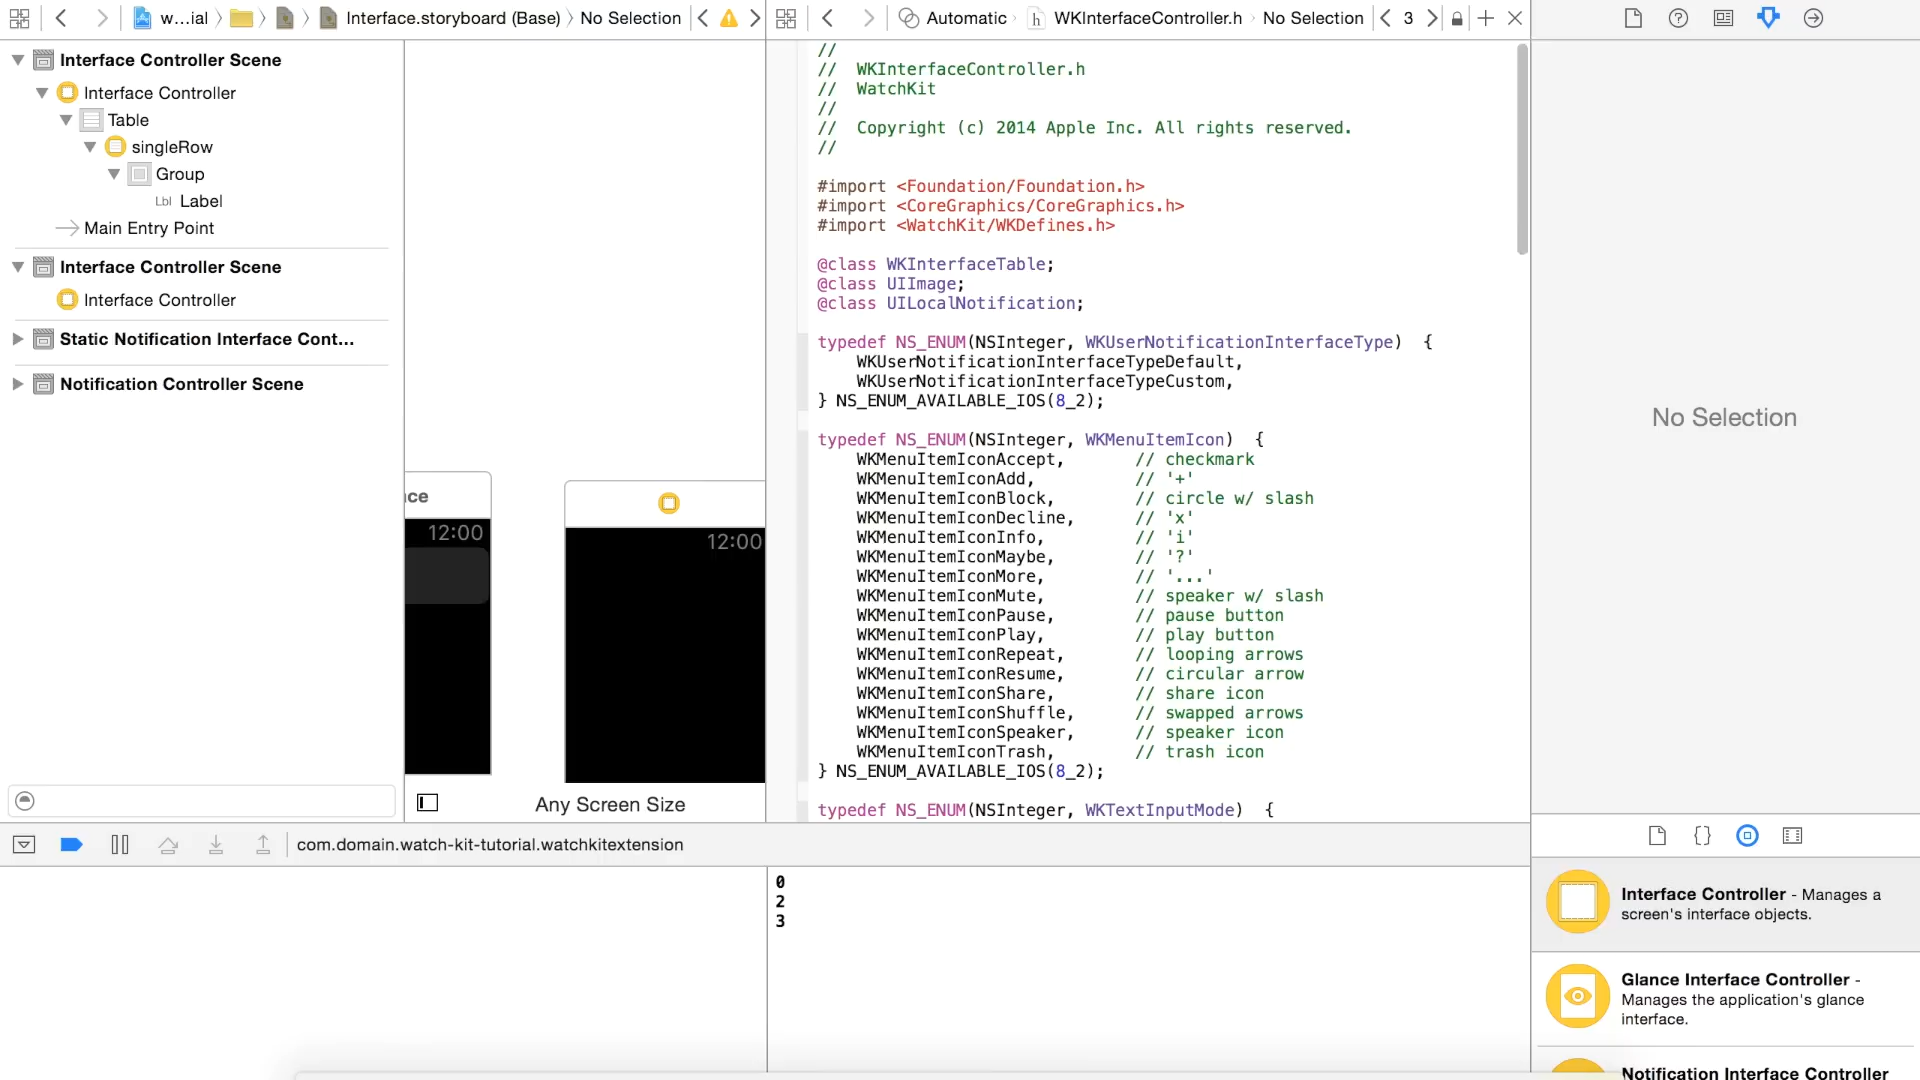 w...ial
Interface.storyboard (Base)
No Selection
Automatic
h
WKInterfaceController.h
No Selection
3
Interface Controller Scene
Interface Controller
Table
singleRow
Group
Lbl Label
Main Entry Point
Interface Controller Scene
Interface Controller
Static Notification Interface Cont...
Notification Controller Scene
ce
12:00
12:00
Any Screen Size
//
//  WKInterfaceController.h
//  WatchKit
//
//  Copyright (c) 2014 Apple Inc. All rights reserved.
//
#import <Foundation/Foundation.h>
#import <CoreGraphics/CoreGraphics.h>
#import <WatchKit/WKDefines.h>
@class WKInterfaceTable;
@class UIImage;
@class UILocalNotification;
typedef NS_ENUM(NSInteger, WKUserNotificationInterfaceType)  {
    WKUserNotificationInterfaceTypeDefault,
    WKUserNotificationInterfaceTypeCustom,
} NS_ENUM_AVAILABLE_IOS(8_2);
typedef NS_ENUM(NSInteger, WKMenuItemIcon)  {
    WKMenuItemIconAccept,       // checkmark
    WKMenuItemIconAdd,          // '+'
    WKMenuItemIconBlock,        // circle w/ slash
    WKMenuItemIconDecline,      // 'x'
    WKMenuItemIconInfo,         // 'i'
    WKMenuItemIconMaybe,        // '?'
    WKMenuItemIconMore,         // '...'
    WKMenuItemIconMute,         // speaker w/ slash
    WKMenuItemIconPause,        // pause button
    WKMenuItemIconPlay,         // play button
    WKMenuItemIconRepeat,       // looping arrows
    WKMenuItemIconResume,       // circular arrow
    WKMenuItemIconShare,        // share icon
    WKMenuItemIconShuffle,      // swapped arrows
    WKMenuItemIconSpeaker,      // speaker icon
    WKMenuItemIconTrash,        // trash icon
} NS_ENUM_AVAILABLE_IOS(8_2);
typedef NS_ENUM(NSInteger, WKTextInputMode)  {
No Selection
com.domain.watch-kit-tutorial.watchkitextension
0
2
3
{}
Interface Controller - Manages a
screen's interface objects.
Glance Interface Controller -
Manages the application's glance
interface.
Notification Interface Controller